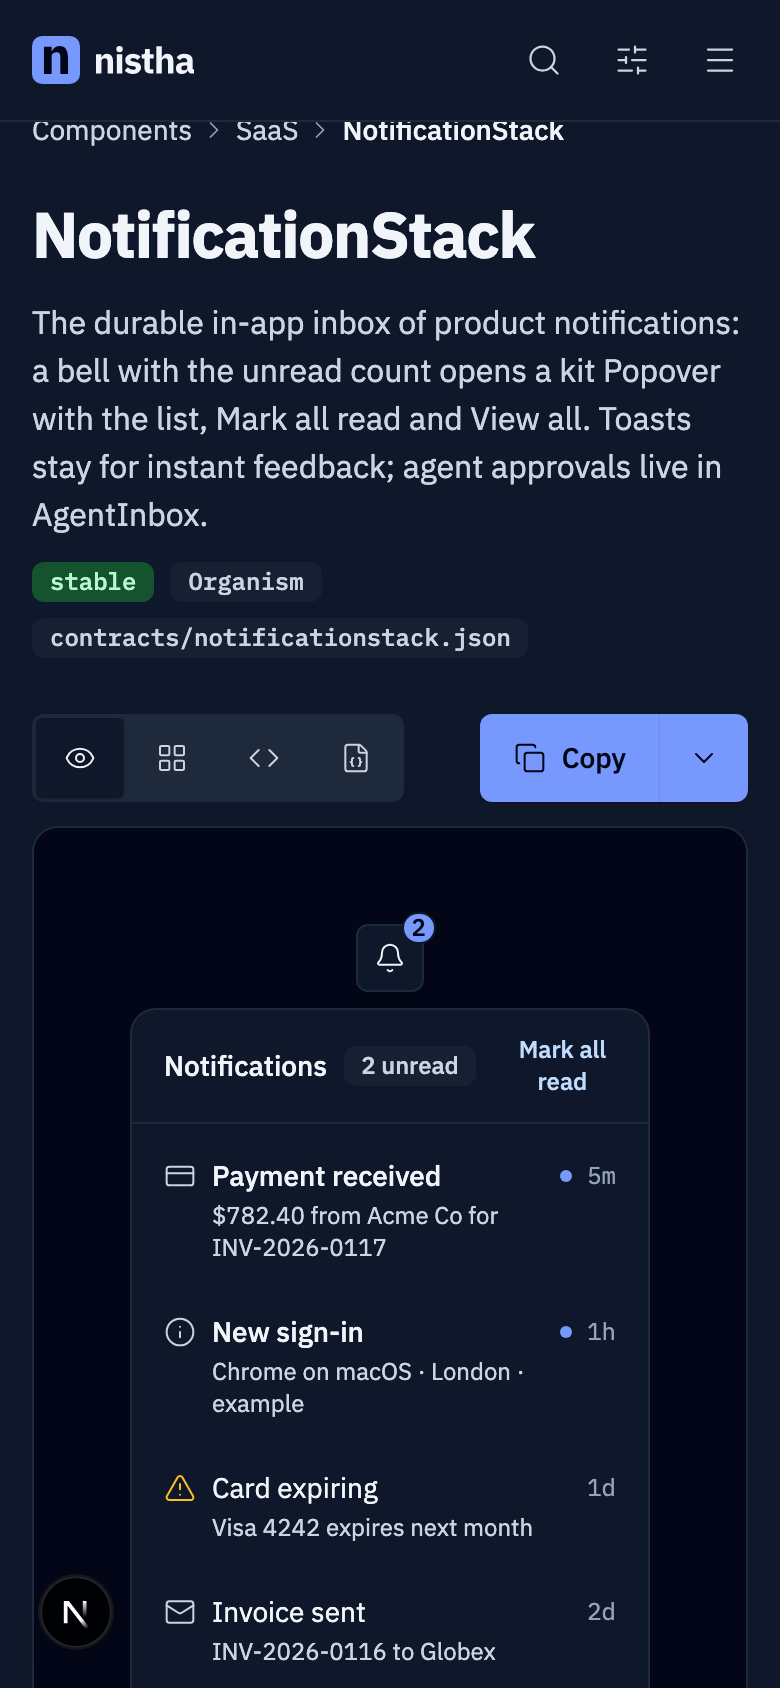 n nistha
Components > SaaS > NotificationStack
NotificationStack
The durable in-app inbox of product notifications:
a bell with the unread count opens a kit Popover
with the list, Mark all read and View all. Toasts
stay for instant feedback; agent approvals live in
AgentInbox.
stable Organism
contracts/notificationstack.json
Copy
2
Notifications 2 unread Mark all
read
Payment received 5m
$782.40 from Acme Co for
INV-2026-0117
New sign-in 1h
Chrome on macOS · London ·
example
Card expiring 1d
Visa 4242 expires next month
N
Invoice sent 2d
INV-2026-0116 to Globex